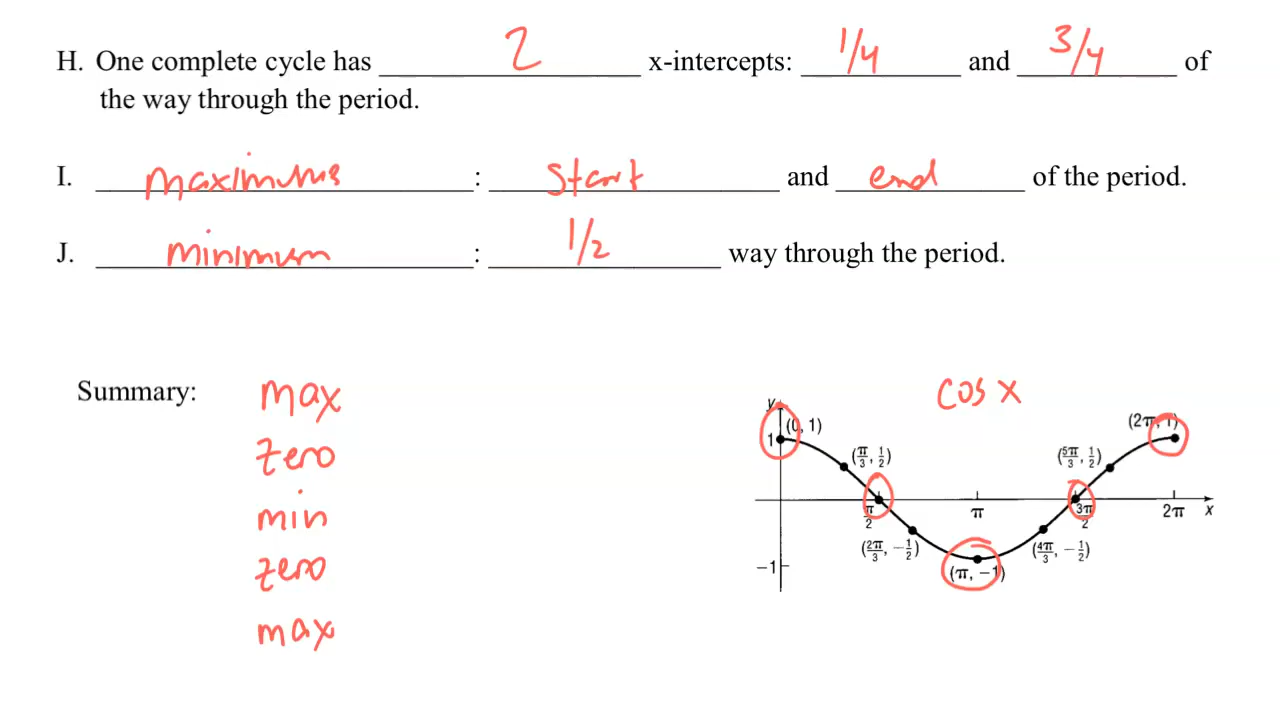 H. One complete cycle has 2 x-intercepts: 1/4 and 3/4 of
the way through the period.
I. maximums : start and end of the period.
J. minimum : 1/2 way through the period.
Summary: max
zero
min
zero
max
cos x
y
(0, 1)
(2π, 1)
1
(π/3, 1/2)
(5π/3, 1/2)
π/2
π
3π/2
2π
x
(2π/3, -1/2)
(4π/3, -1/2)
-1
(π, -1)